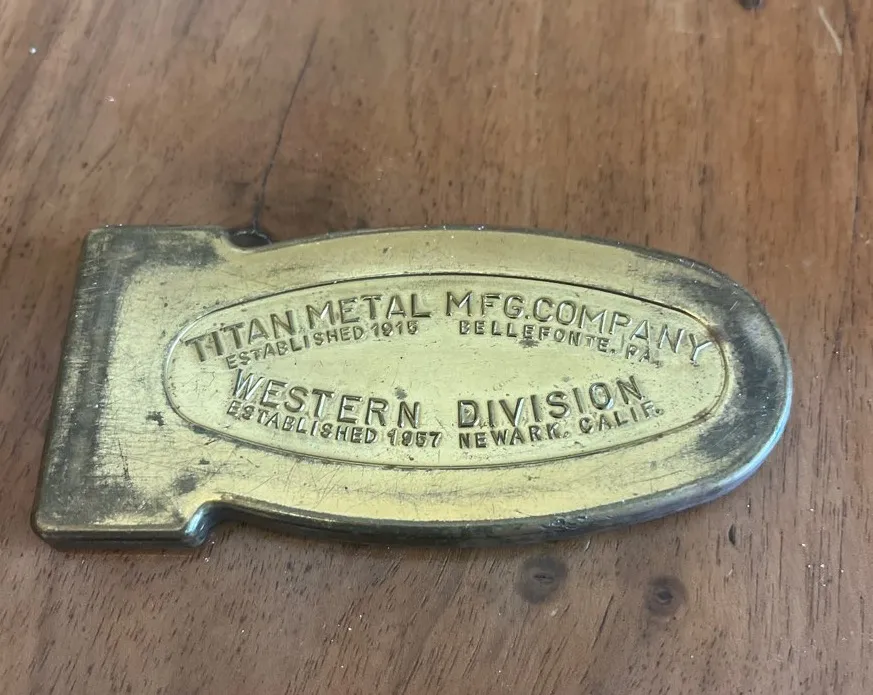 TITAN METAL MFG. COMPANY
ESTABLISHED 1915 BELLEFONTE, PA.
WESTERN DIVISION
ESTABLISHED 1957 NEWARK, CALIF.